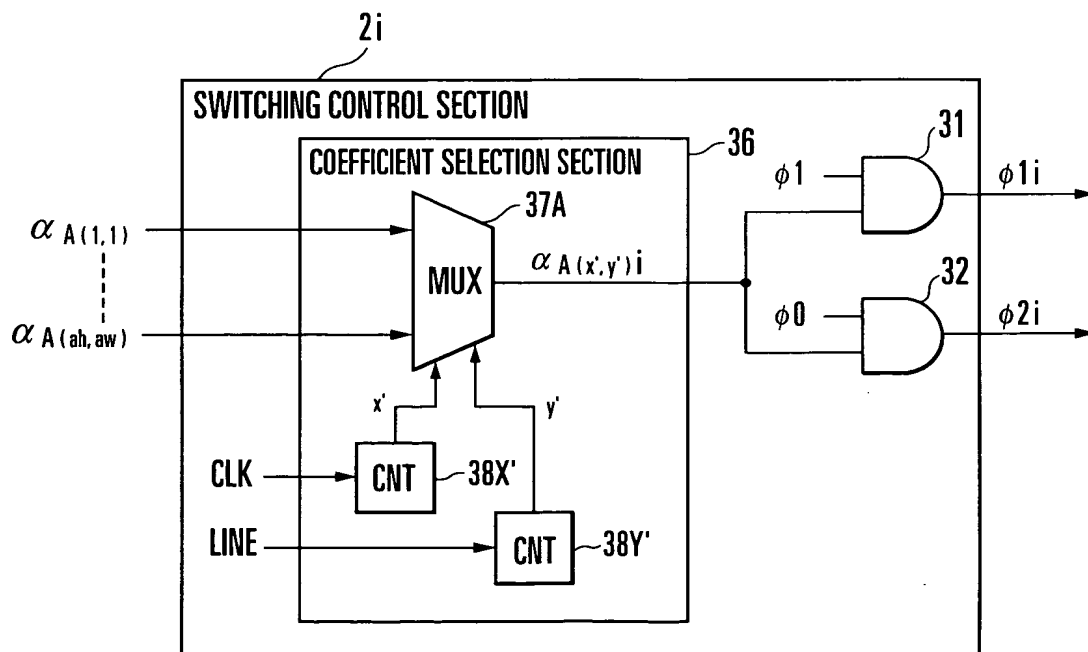 2i
SWITCHING CONTROL SECTION
36
COEFFICIENT SELECTION SECTION
37A
MUX
α A(1,1)
α A(ah,aw)
α A(x',y')i
31
ϕ1
ϕ1i
32
ϕ0
ϕ2i
x'
y'
CLK
CNT
38X'
LINE
CNT
38Y'